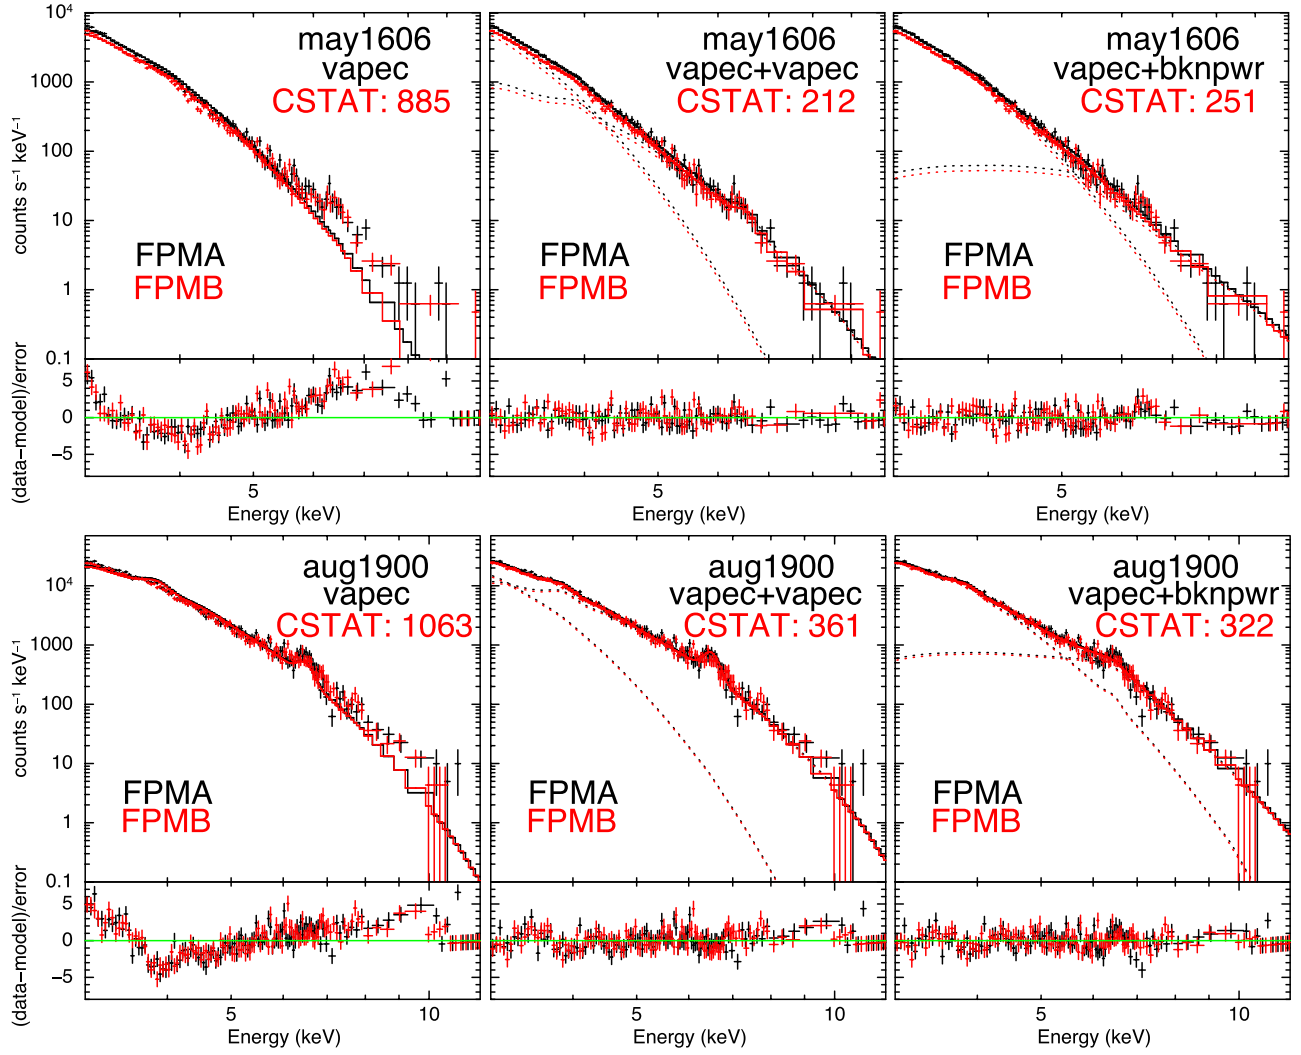 10⁴
1000
100
10
1
0.1
counts s⁻¹ keV⁻¹
may1606
vapec
CSTAT: 885
FPMA
FPMB
may1606
vapec+vapec
CSTAT: 212
FPMA
FPMB
may1606
vapec+bknpwr
CSTAT: 251
FPMA
FPMB
(data−model)/error
5
0
−5
5
Energy (keV)
5
Energy (keV)
5
Energy (keV)
10⁴
1000
100
10
1
0.1
counts s⁻¹ keV⁻¹
aug1900
vapec
CSTAT: 1063
FPMA
FPMB
aug1900
vapec+vapec
CSTAT: 361
FPMA
FPMB
aug1900
vapec+bknpwr
CSTAT: 322
FPMA
FPMB
(data−model)/error
5
0
−5
5
10
Energy (keV)
5
10
Energy (keV)
5
10
Energy (keV)